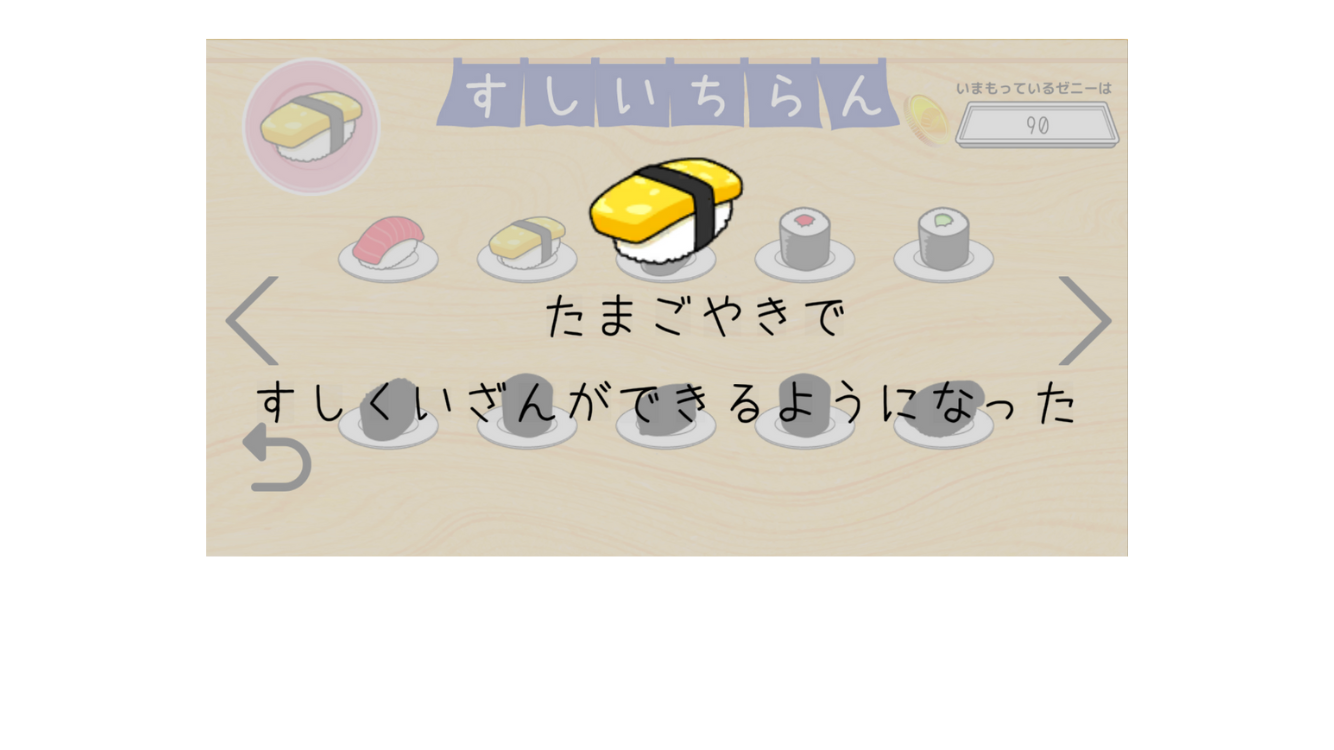 すしいちらん
いまもっているゼニーは
90
たまごやきで
すしくいざんができるようになった